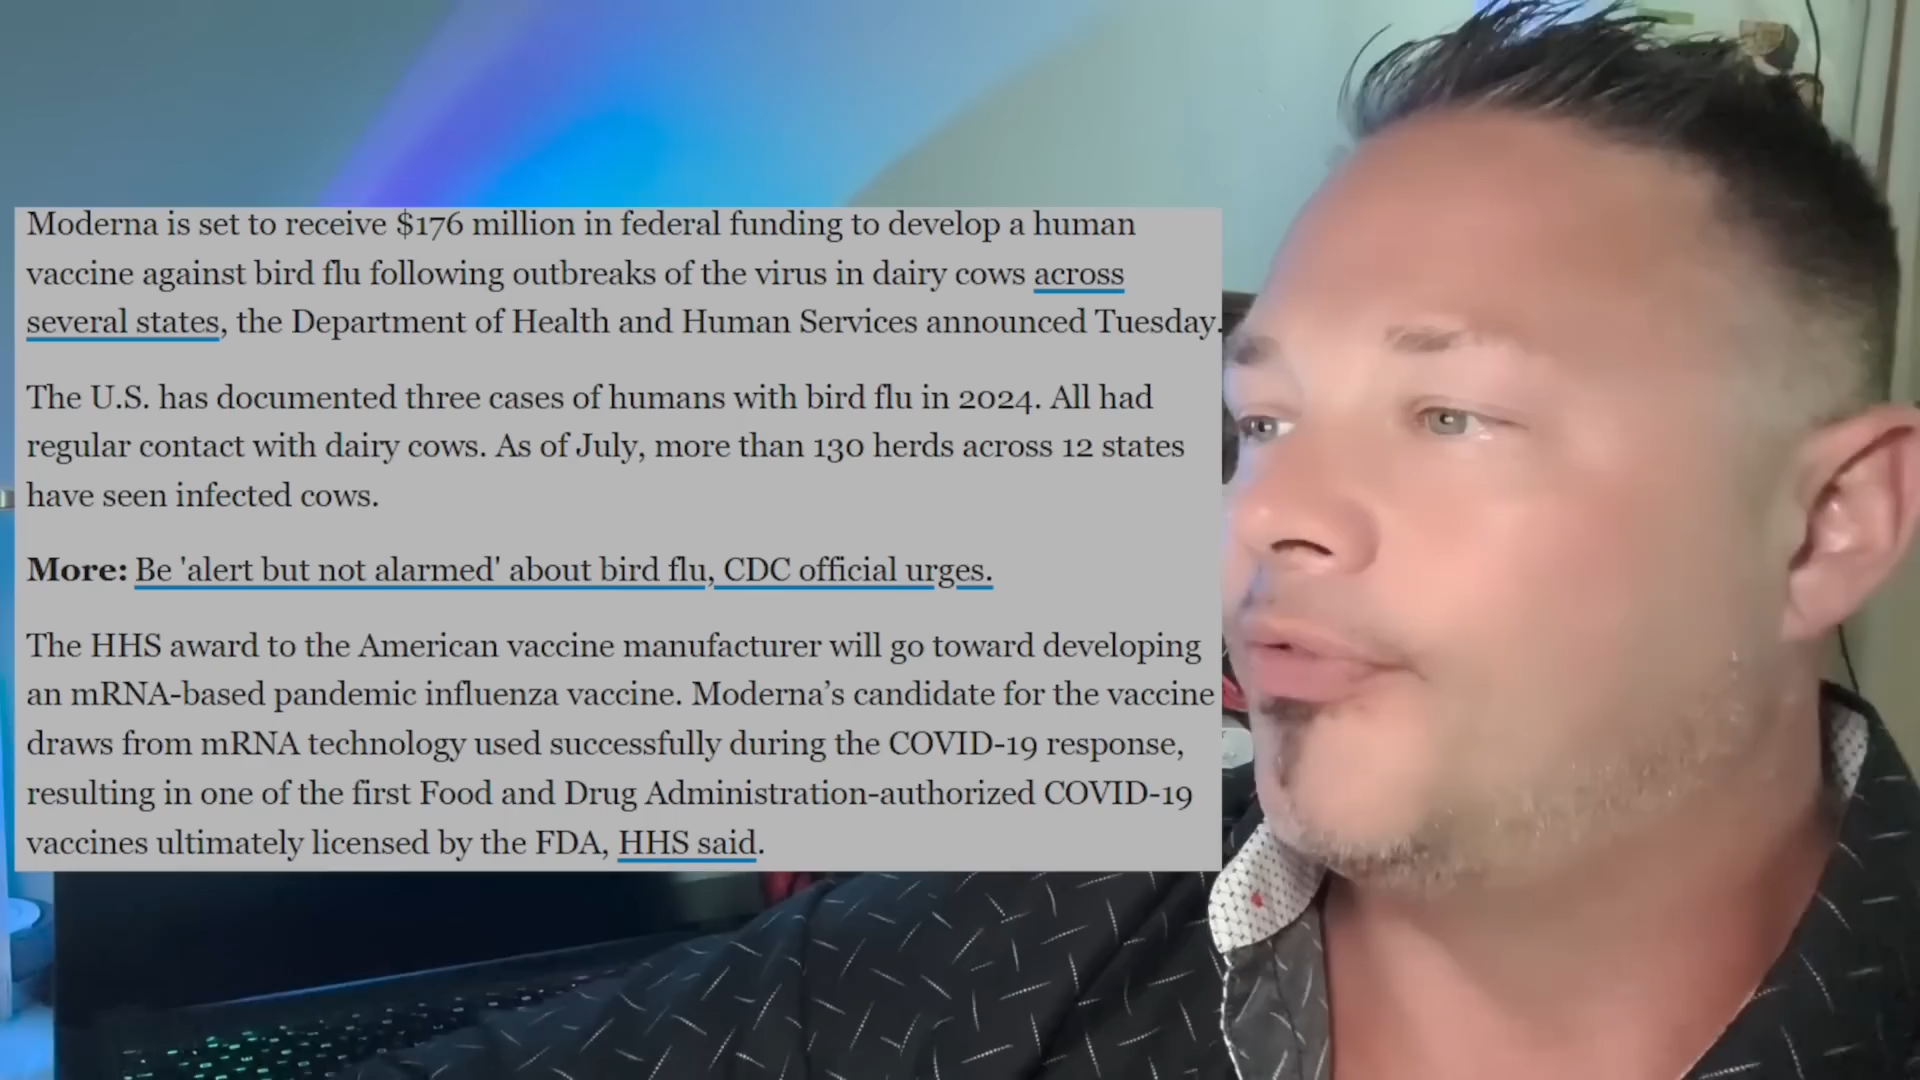 Moderna is set to receive $176 million in federal funding to develop a human
vaccine against bird flu following outbreaks of the virus in dairy cows across
several states, the Department of Health and Human Services announced Tuesday.
The U.S. has documented three cases of humans with bird flu in 2024. All had
regular contact with dairy cows. As of July, more than 130 herds across 12 states
have seen infected cows.
More: Be 'alert but not alarmed' about bird flu, CDC official urges.
The HHS award to the American vaccine manufacturer will go toward developing
an mRNA-based pandemic influenza vaccine. Moderna’s candidate for the vaccine
draws from mRNA technology used successfully during the COVID-19 response,
resulting in one of the first Food and Drug Administration-authorized COVID-19
vaccines ultimately licensed by the FDA, HHS said.